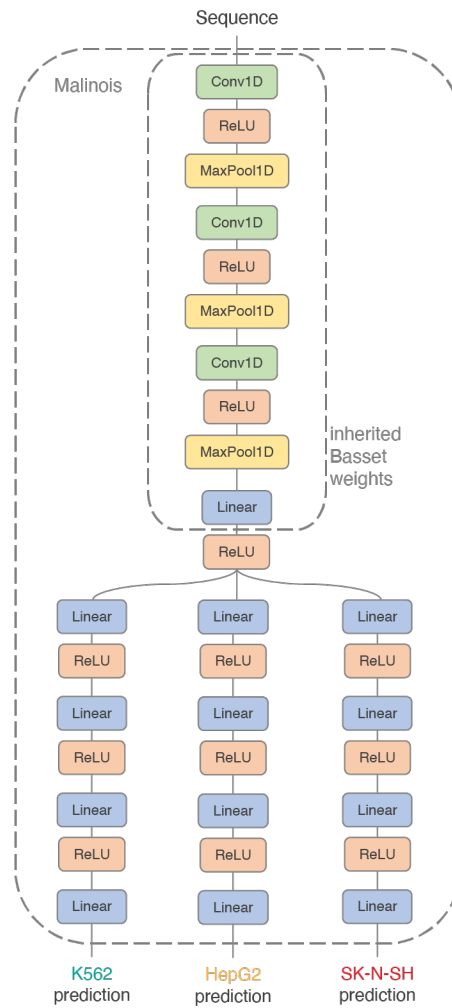 Sequence
Malinois
Conv1D
ReLU
MaxPool1D
Conv1D
ReLU
MaxPool1D
Conv1D
ReLU
MaxPool1D
inherited
Basset
weights
Linear
ReLU
Linear Linear Linear
ReLU ReLU ReLU
Linear Linear Linear
ReLU ReLU ReLU
Linear Linear Linear
ReLU ReLU ReLU
Linear Linear Linear
K562 HepG2 SK-N-SH
prediction prediction prediction